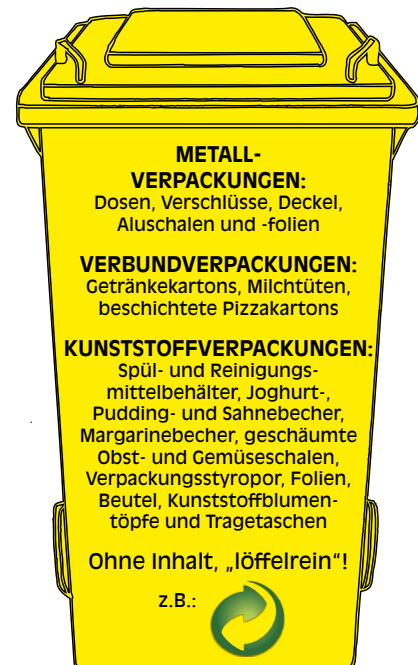 METALL-
VERPACKUNGEN:
Dosen, Verschlüsse, Deckel,
Aluschalen und -folien
VERBUNDVERPACKUNGEN:
Getränkekartons, Milchtüten,
beschichtete Pizzakartons
KUNSTSTOFFVERPACKUNGEN:
Spül- und Reinigungs-
mittelbehälter, Joghurt-,
Pudding- und Sahnebecher,
Margarinebecher, geschäumte
Obst- und Gemüseschalen,
Verpackungsstyropor, Folien,
Beutel, Kunststoffblumen-
töpfe und Tragetaschen
Ohne Inhalt, „löffelrein“!
z.B.: